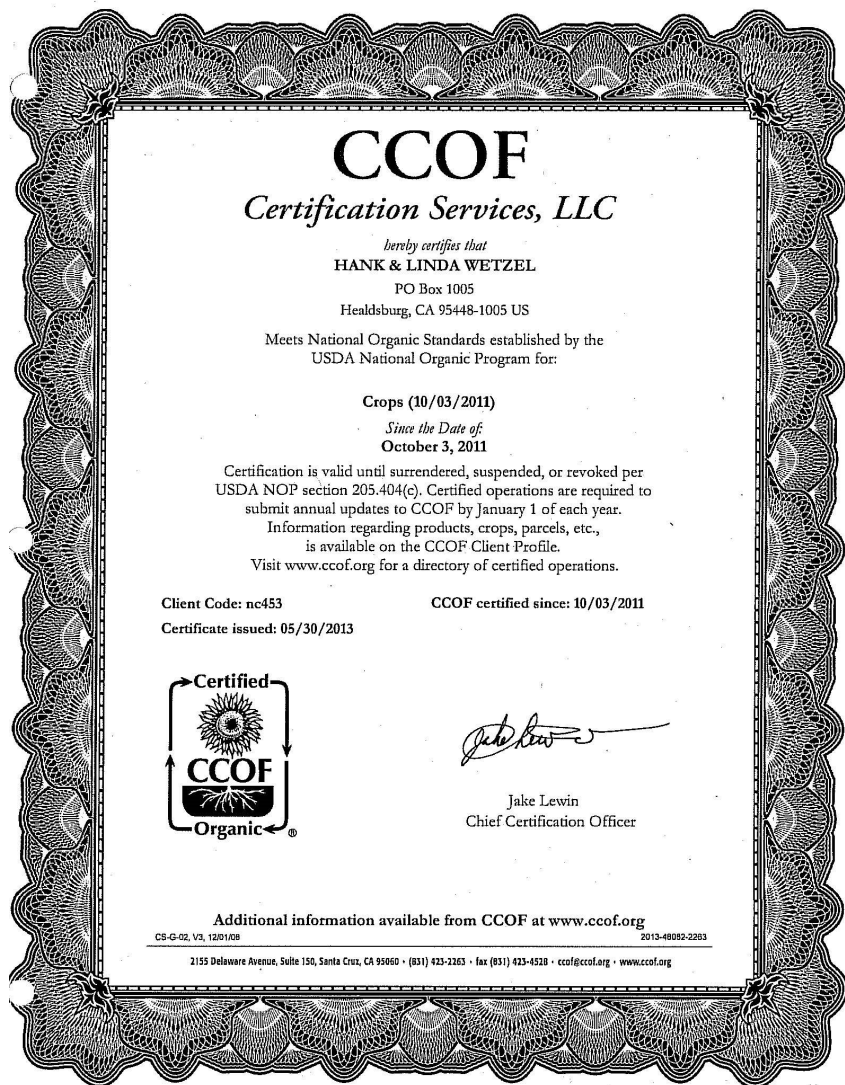 CCOF
Certification Services, LLC
hereby certifies that
HANK & LINDA WETZEL
PO Box 1005
Healdsburg, CA 95448-1005 US
Meets National Organic Standards established by the
USDA National Organic Program for:
Crops (10/03/2011)
Since the Date of:
October 3, 2011
Certification is valid until surrendered, suspended, or revoked per
USDA NOP section 205.404(c). Certified operations are required to
submit annual updates to CCOF by January 1 of each year.
Information regarding products, crops, parcels, etc.,
is available on the CCOF Client Profile.
Visit www.ccof.org for a directory of certified operations.
Client Code: nc453
CCOF certified since: 10/03/2011
Certificate issued: 05/30/2013
Certified
CCOF
Organic ®
Jake Lewin
Jake Lewin
Chief Certification Officer
Additional information available from CCOF at www.ccof.org
CS-G-02, V3, 12/01/08
2013-48082-2263
2155 Delaware Avenue, Suite 150, Santa Cruz, CA 95060 • (831) 423-2263 • fax (831) 423-4528 • ccof@ccof.org • www.ccof.org